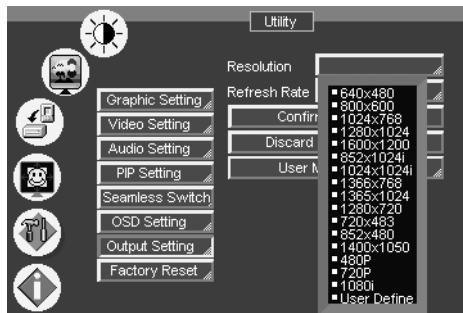 Utility
Resolution
Refresh Rate
Confir
Discard
User M
Graphic Setting
Video Setting
Audio Setting
PIP Setting
Seamless Switch
OSD Setting
Output Setting
Factory Reset
640x480
800x600
1024x768
1280x1024
1600x1200
852x1024i
1024x1024i
1366x768
1365x1024
1280x720
720x483
852x480
1400x1050
480P
720P
1080i
User Define